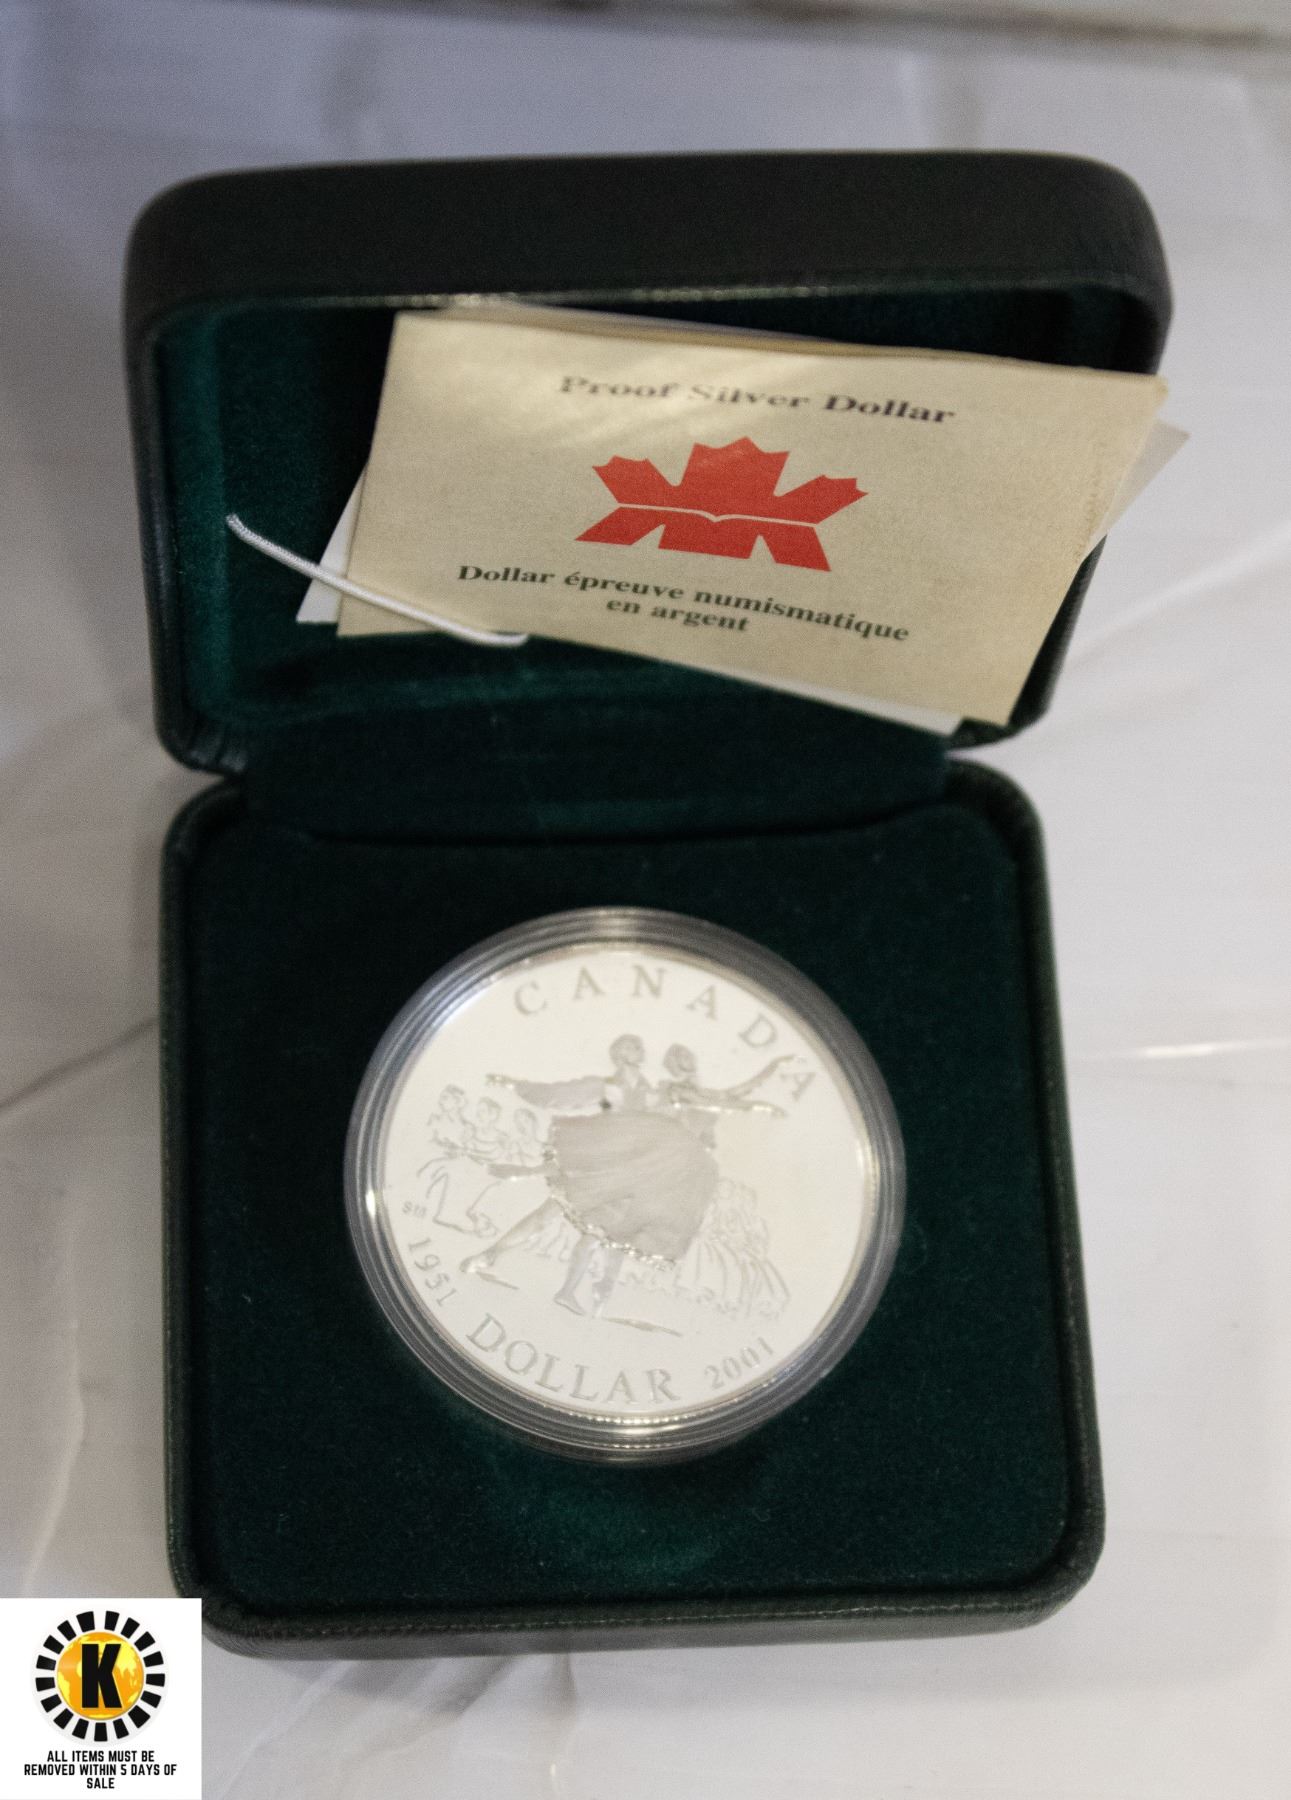 Proof Silver Dollar
Dollar épreuve numismatique
en argent
CANADA
1951 DOLLAR 2001
K
ALL ITEMS MUST BE
REMOVED WITHIN 5 DAYS OF
SALE